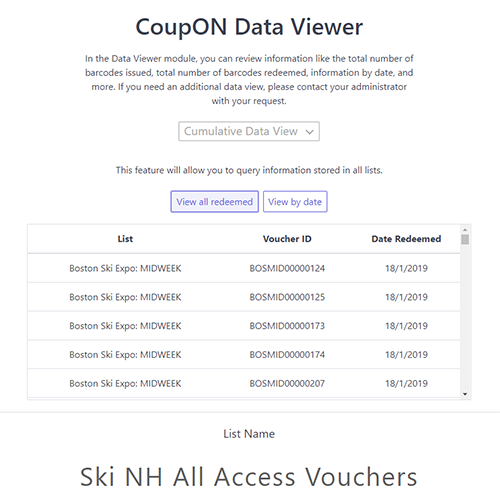 CoupON Data Viewer
In the Data Viewer module, you can review information like the total number of
barcodes issued, total number of barcodes redeemed, information by date, and
more. If you need an additional data view, please contact your administrator
with your request.
Cumulative Data View
This feature will allow you to query information stored in all lists.
View all redeemed View by date
List Voucher ID Date Redeemed
Boston Ski Expo: MIDWEEK BOSMID00000124 18/1/2019
Boston Ski Expo: MIDWEEK BOSMID00000125 18/1/2019
Boston Ski Expo: MIDWEEK BOSMID00000173 18/1/2019
Boston Ski Expo: MIDWEEK BOSMID00000174 18/1/2019
Boston Ski Expo: MIDWEEK BOSMID00000207 18/1/2019
List Name
Ski NH All Access Vouchers